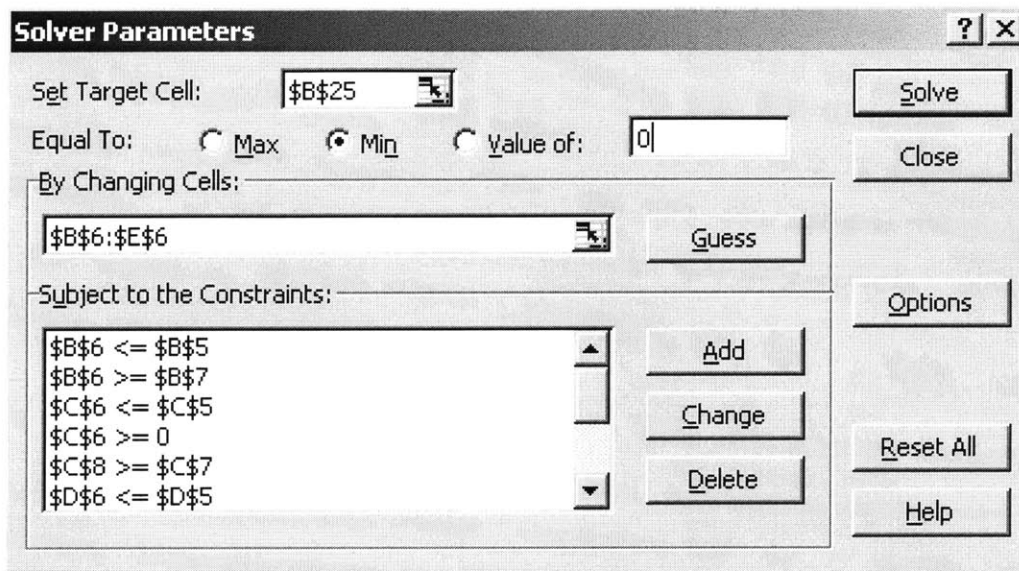 Solver Parameters ? ×
Set Target Cell: $B$25 Solve
Equal To: Max Min Value of: 0 Close
By Changing Cells:
$B$6:$E$6 Guess
Subject to the Constraints: Options
$B$6 <= $B$5 Add
$B$6 >= $B$7
$C$6 <= $C$5 Change
$C$6 >= 0 Reset All
$C$8 >= $C$7 Delete
$D$6 <= $D$5 Help